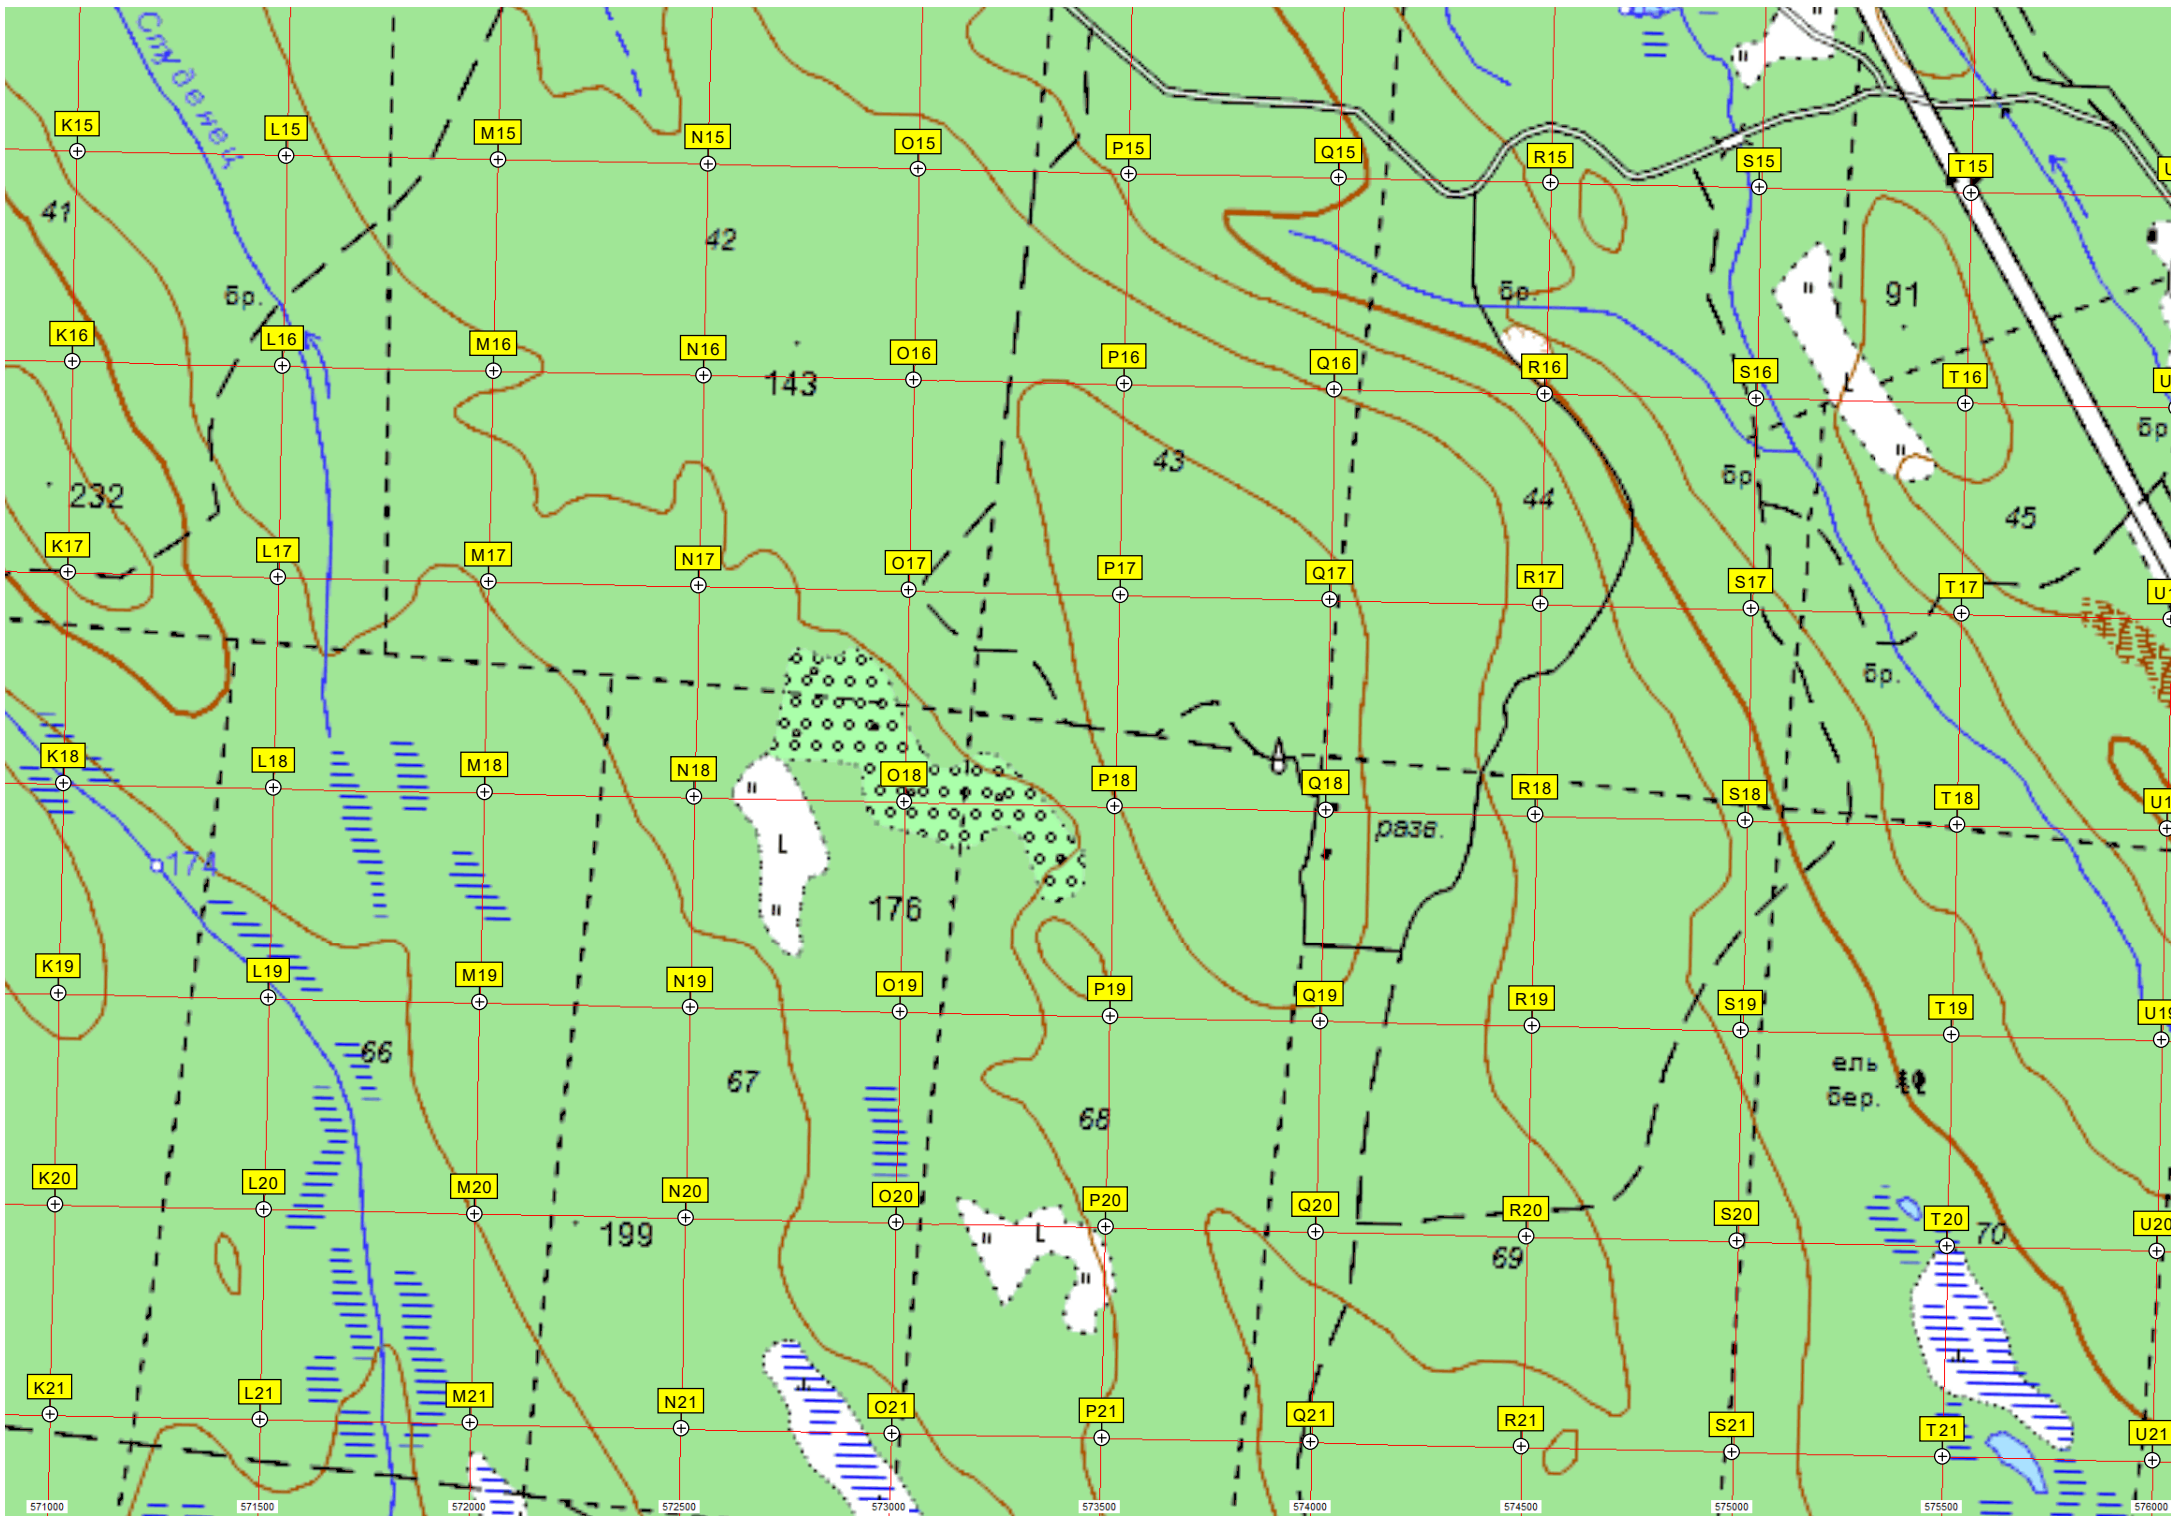 Студенец
K15 L15 M15 N15 O15 P15 Q15 R15 S15 T15
41 42 91
бр. бр.
K16 L16 M16 N16 O16 P16 Q16 R16 S16 T16
143 L
43 44 45
232 бр. бр
K17 L17 M17 N17 O17 P17 Q17 R17 S17 T17
бр.
K18 L18 M18 N18 O18 P18 Q18 R18 S18 T18
174 L разв.
176
K19 L19 M19 N19 O19 P19 Q19 R19 S19 T19 U19
66 67 68 ель
бер.
K20 L20 M20 N20 O20 P20 Q20 R20 S20 T20 U20
199 L 69 70
K21 L21 M21 N21 O21 P21 Q21 R21 S21 T21 U21
571000 571500 572000 572500 573000 573500 574000 574500 575000 575500 576000